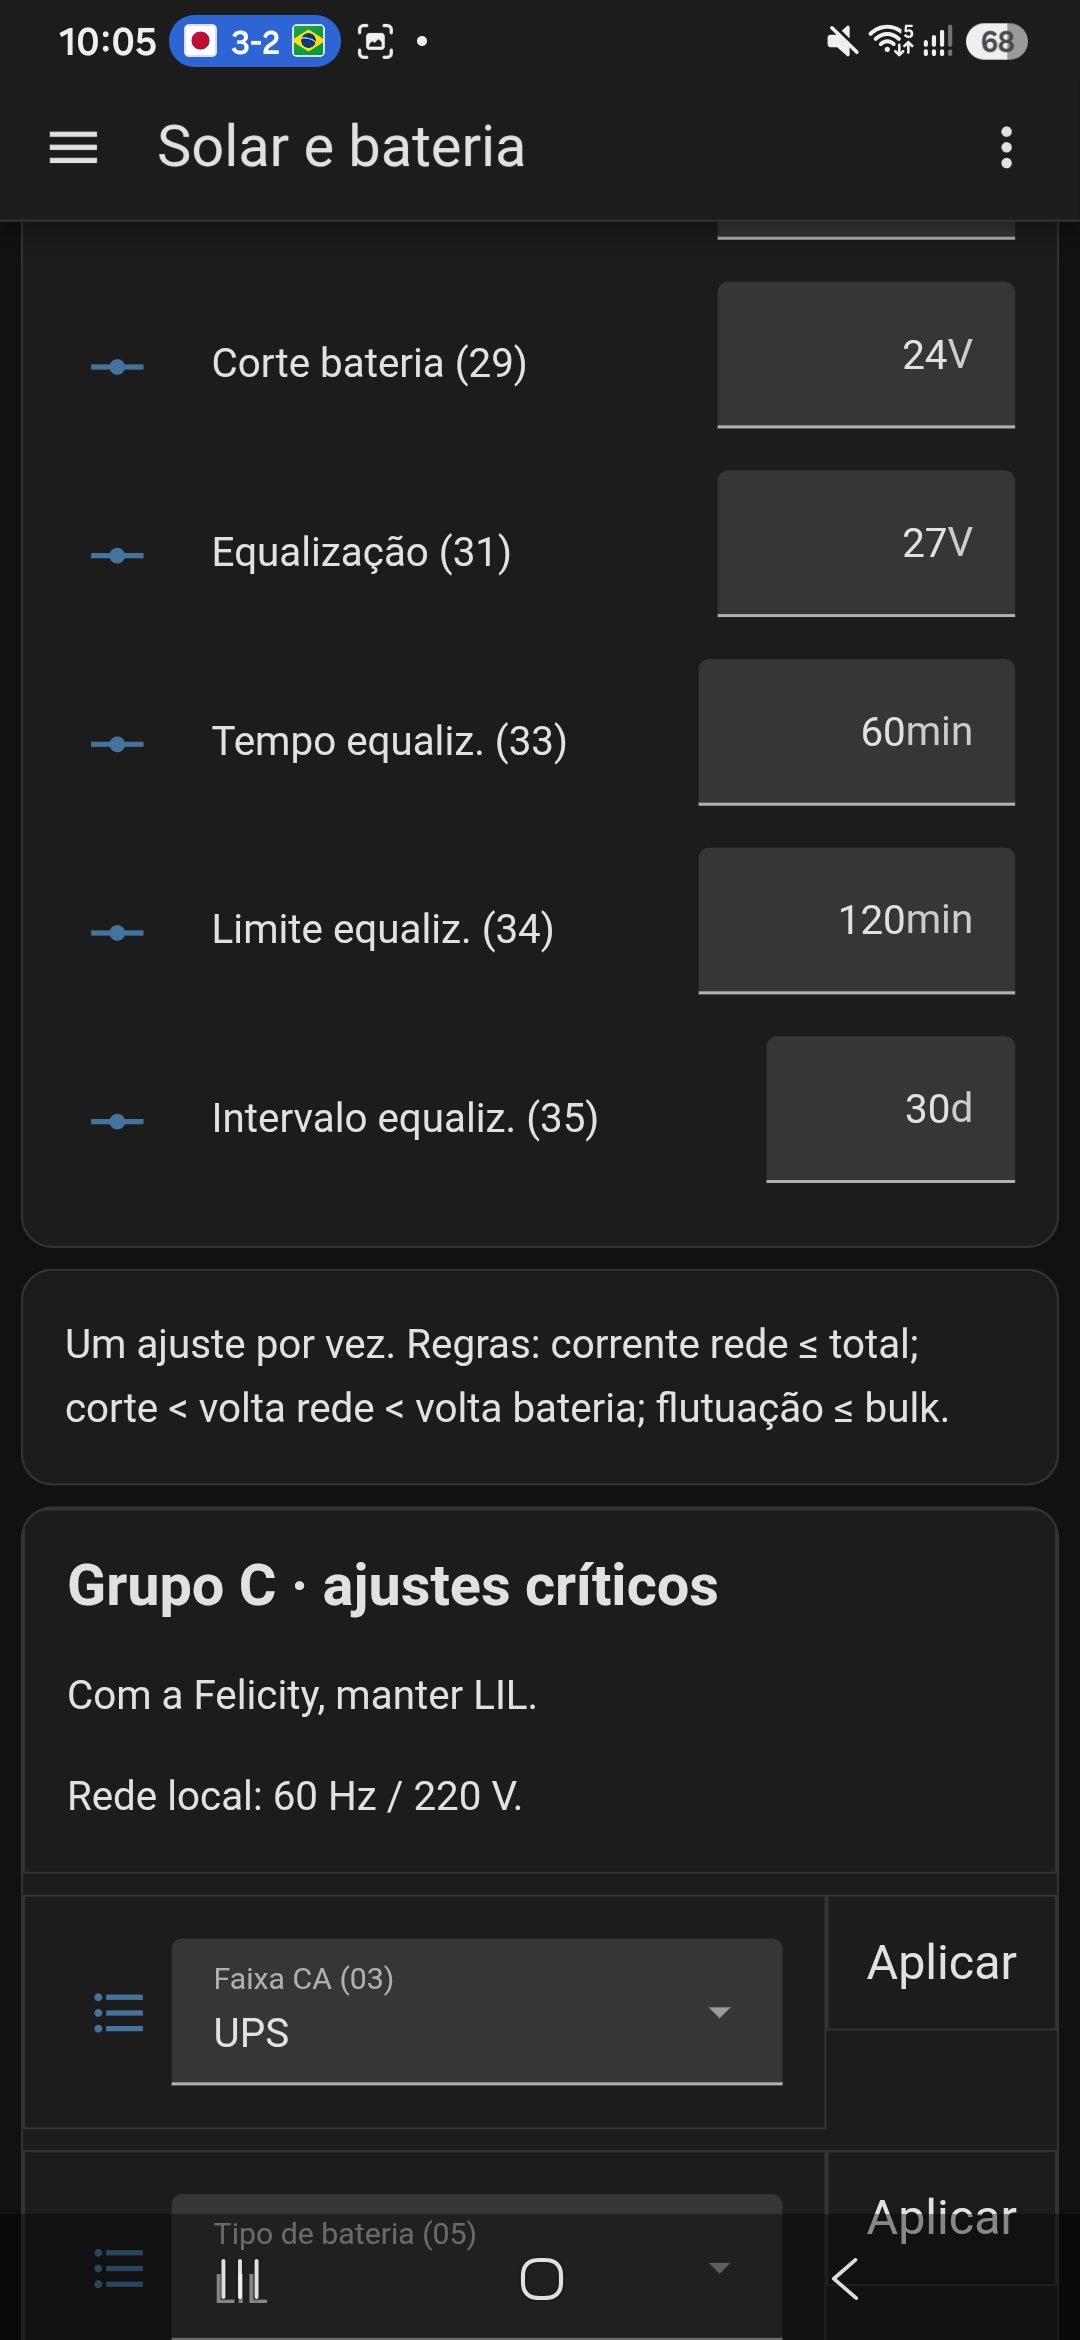 10:05 3-2 5 68
Solar e bateria
Corte bateria (29) 24V
Equalização (31) 27V
Tempo equaliz. (33) 60min
Limite equaliz. (34) 120min
Intervalo equaliz. (35) 30d
Um ajuste por vez. Regras: corrente rede ≤ total;
corte < volta rede < volta bateria; flutuação ≤ bulk.
Grupo C · ajustes críticos
Com a Felicity, manter LIL.
Rede local: 60 Hz / 220 V.
Faixa CA (03)
UPS
Aplicar
Tipo de bateria (05)
LIL
Aplicar